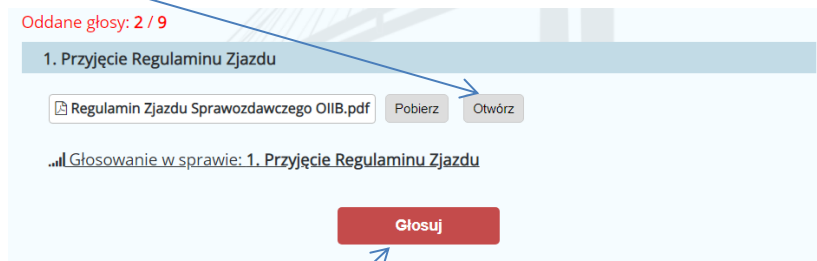 Oddane głosy: 2 / 9
1. Przyjęcie Regulaminu Zjazdu
Regulamin Zjazdu Sprawozdawczego OIIB.pdf Pobierz Otwórz
Głosowanie w sprawie: 1. Przyjęcie Regulaminu Zjazdu
Głosuj